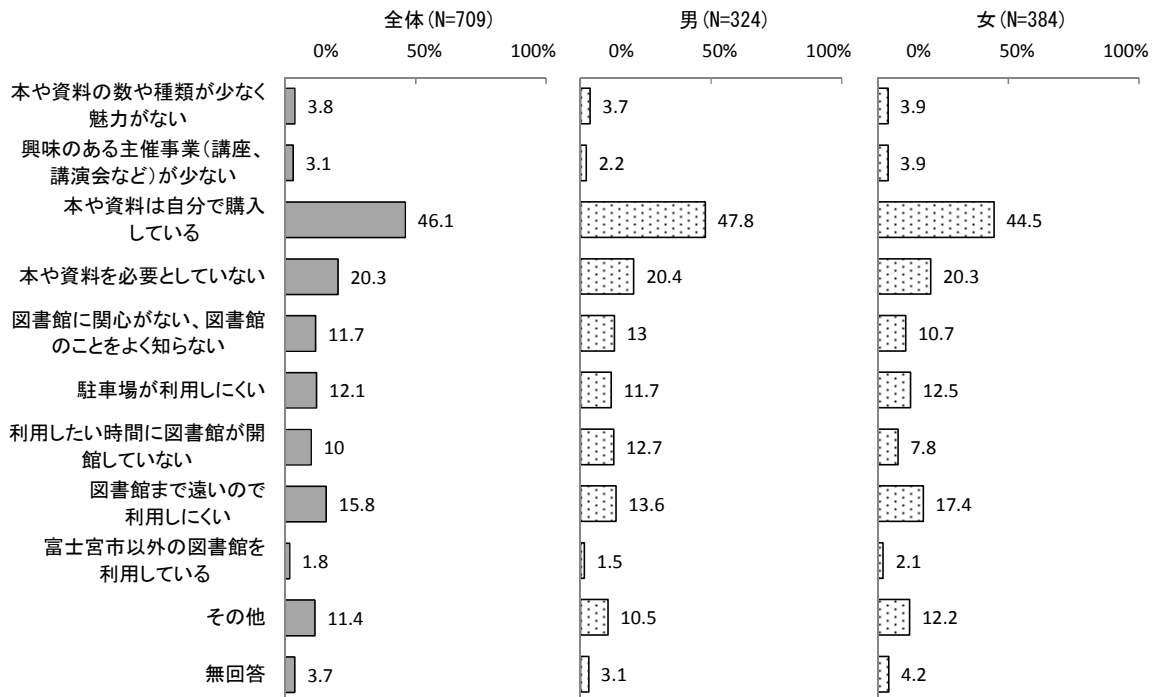 全体(N=709)
男(N=324)
女(N=384)
0% 50% 100%
0% 50% 100%
0% 50% 100%
本や資料の数や種類が少なく
魅力がない
3.8
3.7
3.9
興味のある主催事業(講座、
講演会など)が少ない
3.1
2.2
3.9
本や資料は自分で購入
している
46.1
47.8
44.5
本や資料を必要としていない
20.3
20.4
20.3
図書館に関心がない、図書館
のことをよく知らない
11.7
13
10.7
駐車場が利用しにくい
12.1
11.7
12.5
利用したい時間に図書館が開
館していない
10
12.7
7.8
図書館まで遠いので
利用しにくい
15.8
13.6
17.4
富士宮市以外の図書館を
利用している
1.8
1.5
2.1
その他
11.4
10.5
12.2
無回答
3.7
3.1
4.2